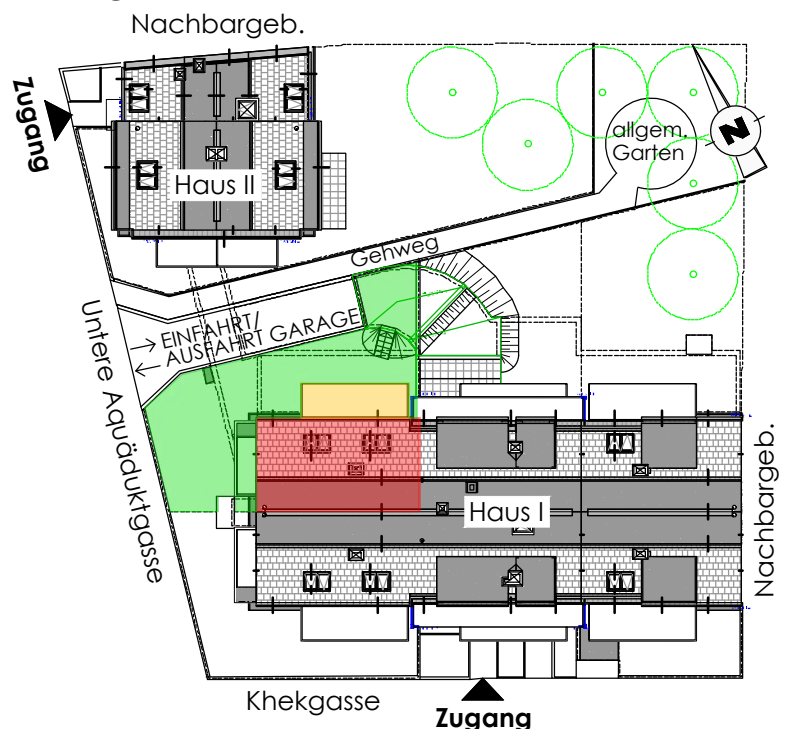 Nachbargeb.
Zugang
allgem.
Garten
N
Haus II
Gehweg
EINFAHRT/
AUSFAHRT GARAGE
Untere Aquäduktgasse
Haus I
Nachbargeb.
Khekgasse
Zugang